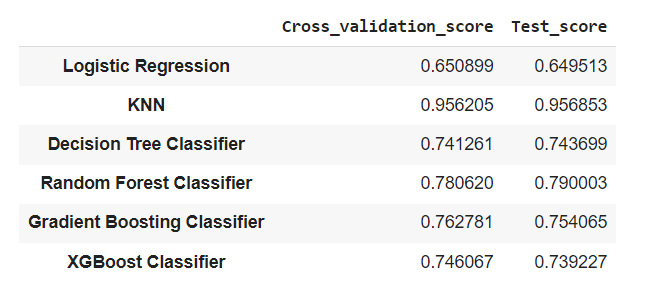 Cross_validation_score Test_score
Logistic Regression 0.650899 0.649513
KNN 0.956205 0.956853
Decision Tree Classifier 0.741261 0.743699
Random Forest Classifier 0.780620 0.790003
Gradient Boosting Classifier 0.762781 0.754065
XGBoost Classifier 0.746067 0.739227